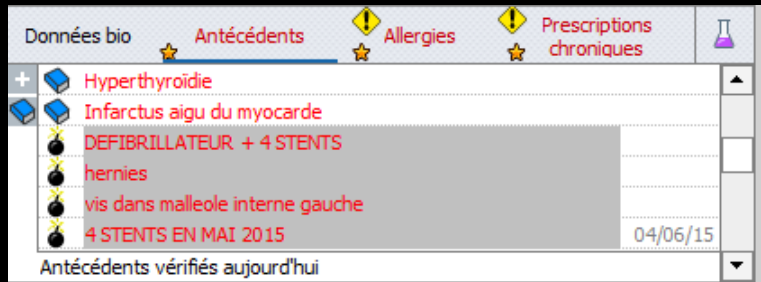 Données bio
Antécédents
Allergies
Prescriptions
chroniques
Hyperthyroïdie
Infarctus aigu du myocarde
DEFIBRILLATEUR + 4 STENTS
hernies
vis dans malleole interne gauche
4 STENTS EN MAI 2015 04/06/15
Antécédents vérifiés aujourd'hui